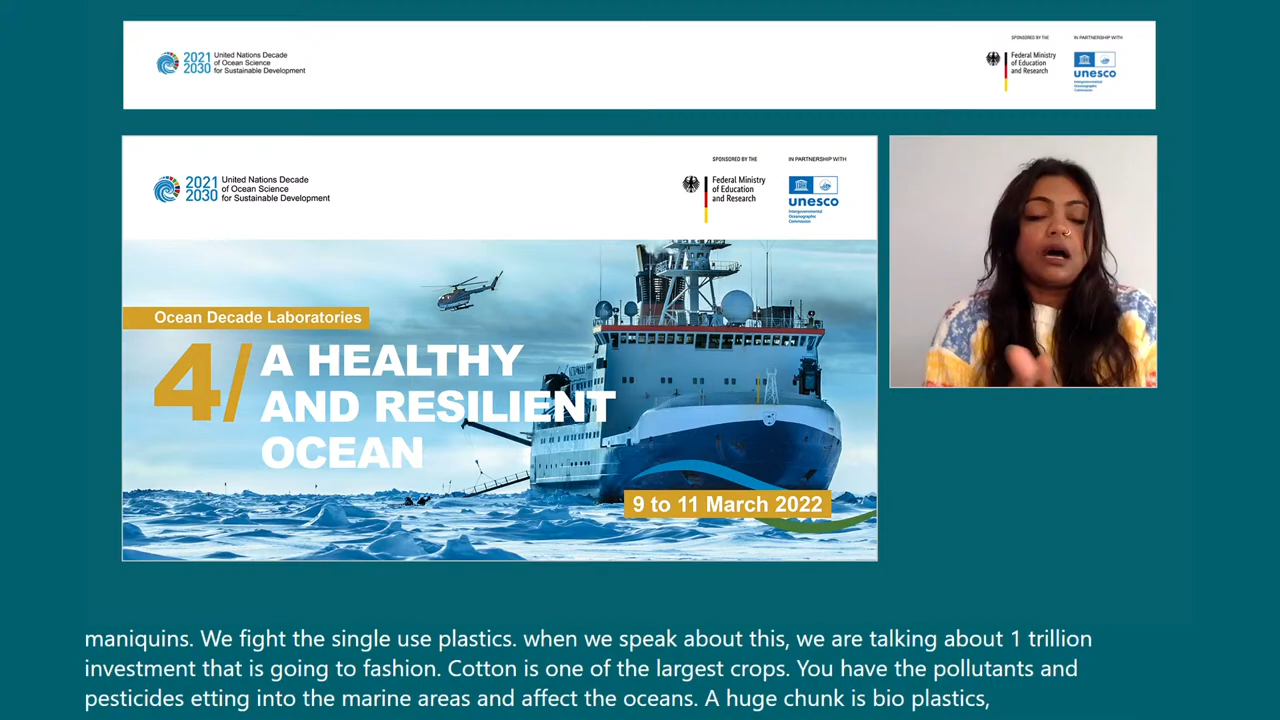 2021
2030
United Nations Decade
of Ocean Science
for Sustainable Development
SPONSORED BY THE
Federal Ministry
of Education
and Research
IN PARTNERSHIP WITH
unesco
Intergovernmental
Oceanographic
Commission
2021
2030
United Nations Decade
of Ocean Science
for Sustainable Development
SPONSORED BY THE
Federal Ministry
of Education
and Research
IN PARTNERSHIP WITH
unesco
Intergovernmental
Oceanographic
Commission
Ocean Decade Laboratories
4/
A HEALTHY
AND RESILIENT
OCEAN
9 to 11 March 2022
maniquins. We fight the single use plastics. when we speak about this, we are talking about 1 trillion
investment that is going to fashion. Cotton is one of the largest crops. You have the pollutants and
pesticides etting into the marine areas and affect the oceans. A huge chunk is bio plastics,